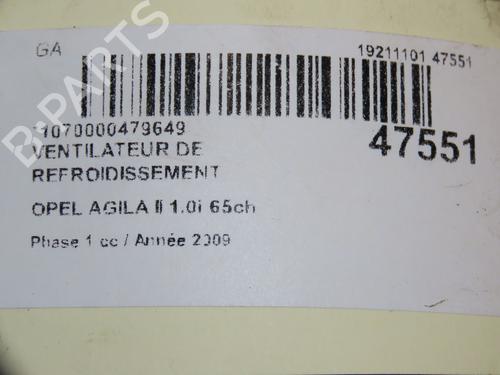 GA
19211101 47551
1070000479649
47551
VENTILATEUR DE
REFROIDISSEMENT
OPEL AGILA II 1.0i 65ch
Phase 1 cc / Année 2009
B-PARTS